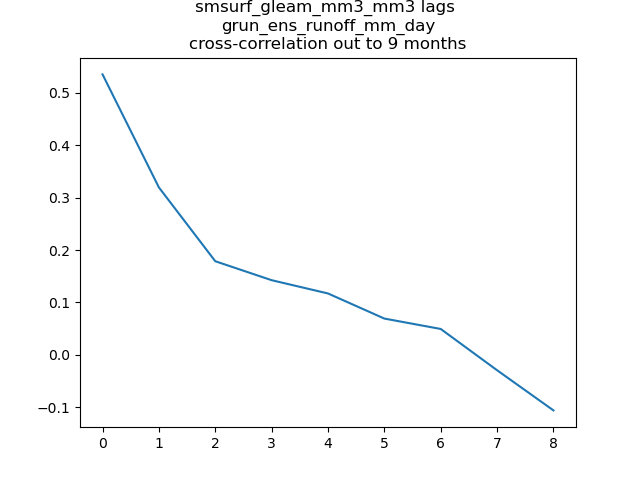 smsurf_gleam_mm3_mm3 lags
grun_ens_runoff_mm_day
cross-correlation out to 9 months
0.5
0.4
0.3
0.2
0.1
0.0
−0.1
0 1 2 3 4 5 6 7 8